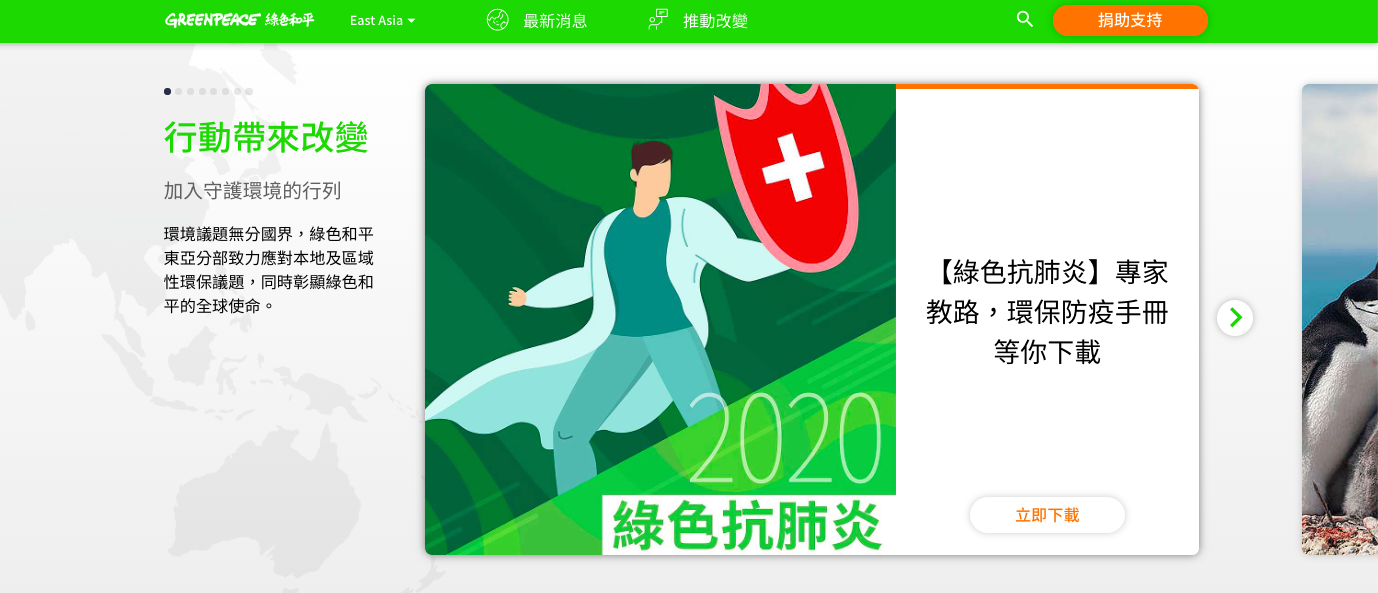 GREENPEACE 綠色和平
East Asia
最新消息
推動改變
捐助支持
行動帶來改變
加入守護環境的行列
環境議題無分國界，綠色和平
東亞分部致力應對本地及區域
性環保議題，同時彰顯綠色和
平的全球使命。
2020
綠色抗肺炎
【綠色抗肺炎】專家
教路，環保防疫手冊
等你下載
立即下載